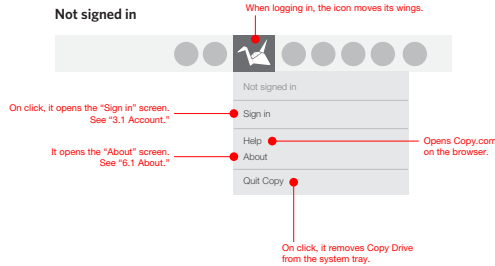 Not signed in
When logging in, the icon moves its wings.
Not signed in
On click, it opens the “Sign in” screen.
See “3.1 Account.”
Sign in
Help
Opens Copy.com
on the browser.
It opens the “About” screen.
See “6.1 About.”
About
Quit Copy
On click, it removes Copy Drive
from the system tray.